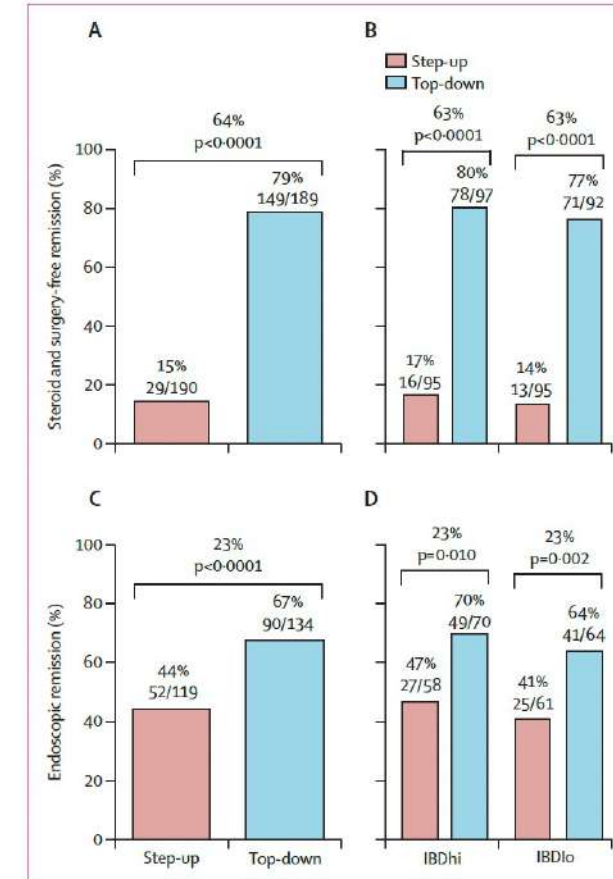 A
64%
p<0·0001
100
80
60
40
20
0
Steroid and surgery-free remission (%)
15%
29/190
79%
149/189
B
Step-up
Top-down
63%
p<0·0001
63%
p<0·0001
17%
16/95
80%
78/97
14%
13/95
77%
71/92
C
23%
p<0·0001
100
80
60
40
20
0
Endoscopic remission (%)
44%
52/119
67%
90/134
Step-up
Top-down
D
23%
p=0·010
23%
p=0·002
47%
27/58
70%
49/70
41%
25/61
64%
41/64
IBDhi
IBDlo